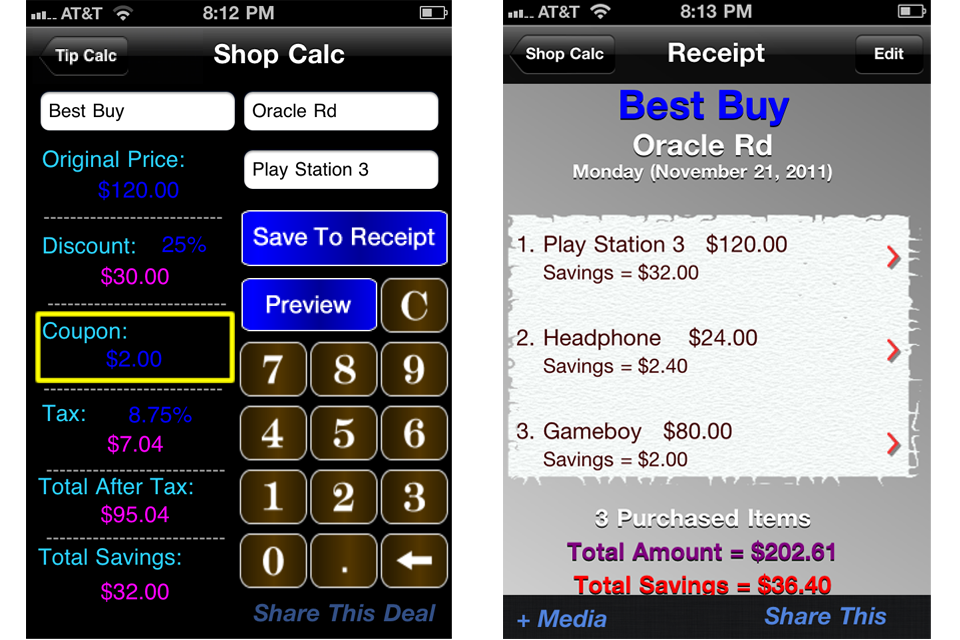 AT&T 8:12 PM
Tip Calc Shop Calc
Best Buy
Oracle Rd
Original Price:
$120.00
Play Station 3
Discount: 25%
$30.00
Save To Receipt
Coupon:
$2.00
Preview C
7 8 9
Tax: 8.75%
$7.04
4 5 6
Total After Tax:
$95.04
1 2 3
Total Savings:
$32.00
0 .
Share This Deal
AT&T 8:13 PM
Shop Calc Receipt Edit
Best Buy
Oracle Rd
Monday (November 21, 2011)
1. Play Station 3 $120.00
Savings = $32.00
2. Headphone $24.00
Savings = $2.40
3. Gameboy $80.00
Savings = $2.00
3 Purchased Items
Total Amount = $202.61
Total Savings = $36.40
+ Media Share This